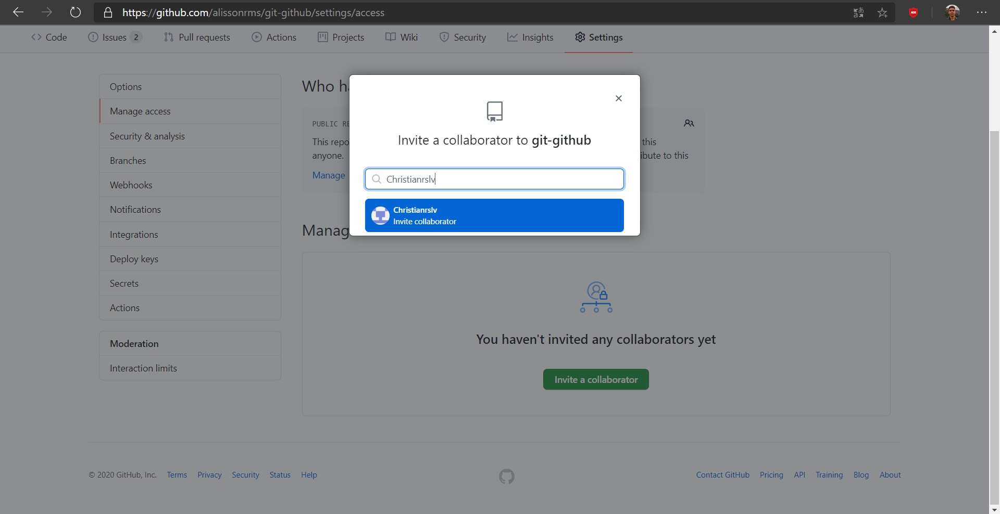 https://github.com/alissonrms/git-github/settings/access
Code
Issues 2
Pull requests
Actions
Projects
Wiki
Security
Insights
Settings
Options
Manage access
Security & analysis
Branches
Webhooks
Notifications
Integrations
Deploy keys
Secrets
Actions
Moderation
Interaction limits
Who
PUBLIC
This repo this
anyone. to this
Manage
Invite a collaborator to git-github
Christianrslv
Christianrslv
Invite collaborator
Manag
You haven't invited any collaborators yet
Invite a collaborator
© 2020 GitHub, Inc. Terms Privacy Security Status Help
Contact GitHub Pricing API Training Blog About